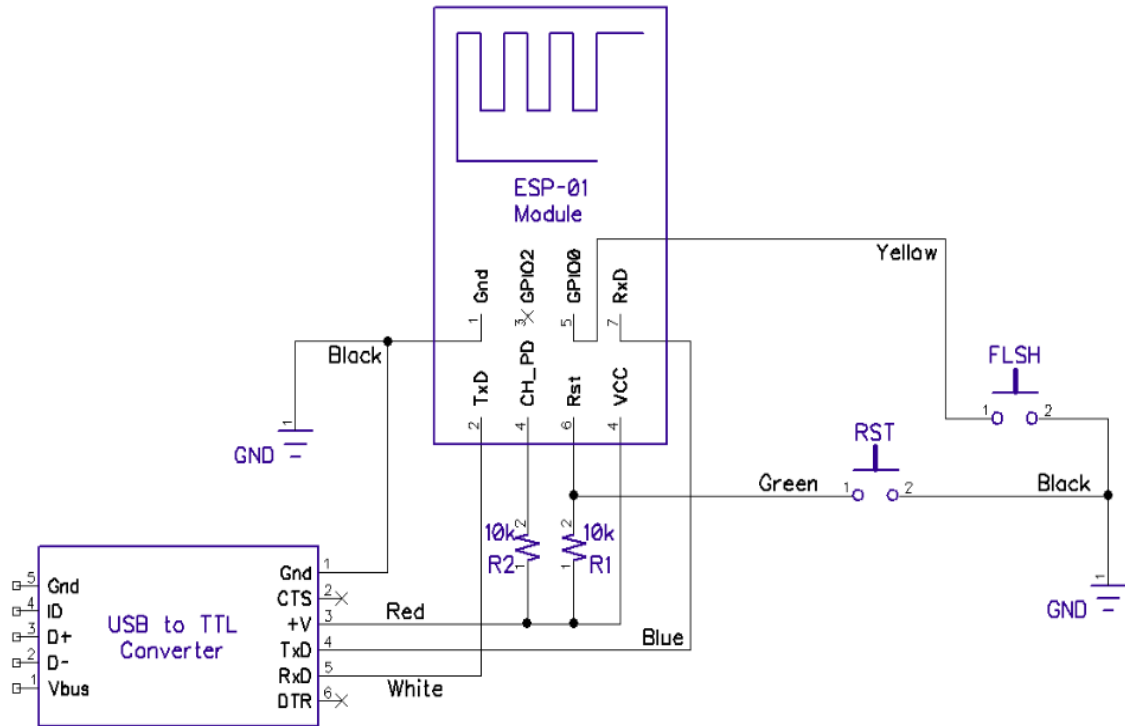 ESP-01
Module
Gnd
GPIO2
GPIO0
RxD
1
3
5
7
TxD
CH_PD
Rst
VCC
2
4
6
4
Yellow
Black
1
GND
FLSH
1
2
RST
Green
1
2
Black
1
GND
10k
2
R2
1
10k
2
R1
1
USB to TTL
Converter
5
Gnd
4
ID
3
D+
2
D-
1
Vbus
Gnd
1
CTS
2
+V
3
TxD
4
RxD
5
DTR
6
Red
Blue
White